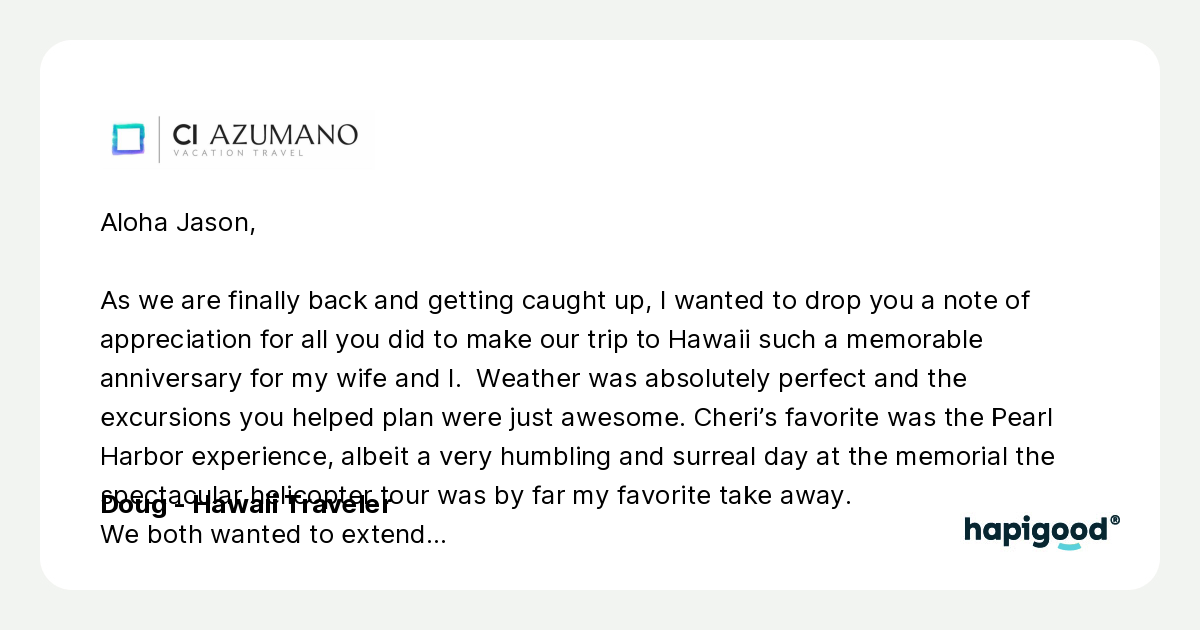 CI AZUMANO
VACATION TRAVEL
Aloha Jason,
As we are finally back and getting caught up, I wanted to drop you a note of
appreciation for all you did to make our trip to Hawaii such a memorable
anniversary for my wife and I.  Weather was absolutely perfect and the
excursions you helped plan were just awesome. Cheri’s favorite was the Pearl
Harbor experience, albeit a very humbling and surreal day at the memorial the
spectacular helicopter tour was by far my favorite take away.
Doug - Hawaii Traveler
We both wanted to extend...
hapigood®